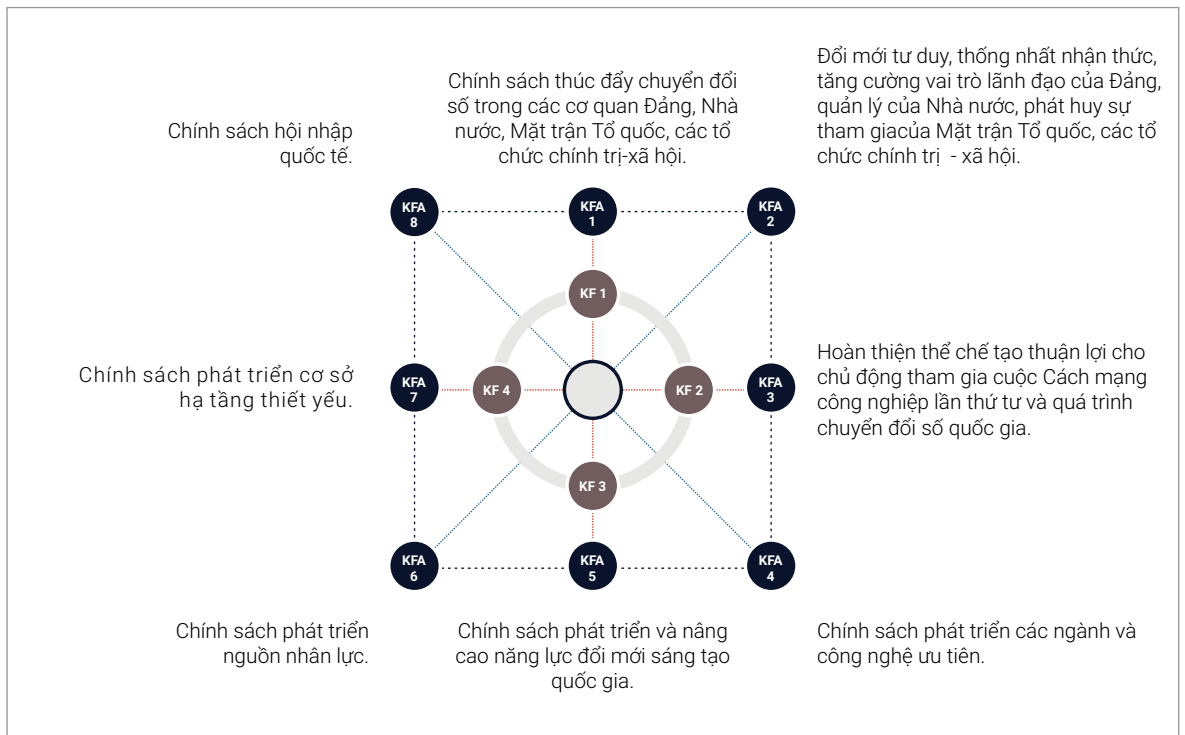 Đổi mới tư duy, thống nhất nhận thức,
tăng cường vai trò lãnh đạo của Đảng,
quản lý của Nhà nước, phát huy sự
tham giacủa Mặt trận Tổ quốc, các tổ
chức chính trị - xã hội.
Chính sách thúc đẩy chuyển đổi
số trong các cơ quan Đảng, Nhà
nước, Mặt trận Tổ quốc, các tổ
chức chính trị-xã hội.
Chính sách hội nhập
quốc tế.
KFA
8
KFA
1
KFA
2
KF 1
Chính sách phát triển cơ sở
hạ tầng thiết yếu.
KFA
7
KF 4
KF 2
KFA
3
Hoàn thiện thể chế tạo thuận lợi cho
chủ động tham gia cuộc Cách mạng
công nghiệp lần thứ tư và quá trình
chuyển đổi số quốc gia.
KF 3
KFA
6
KFA
5
KFA
4
Chính sách phát triển
nguồn nhân lực.
Chính sách phát triển và nâng
cao năng lực đổi mới sáng tạo
quốc gia.
Chính sách phát triển các ngành và
công nghệ ưu tiên.